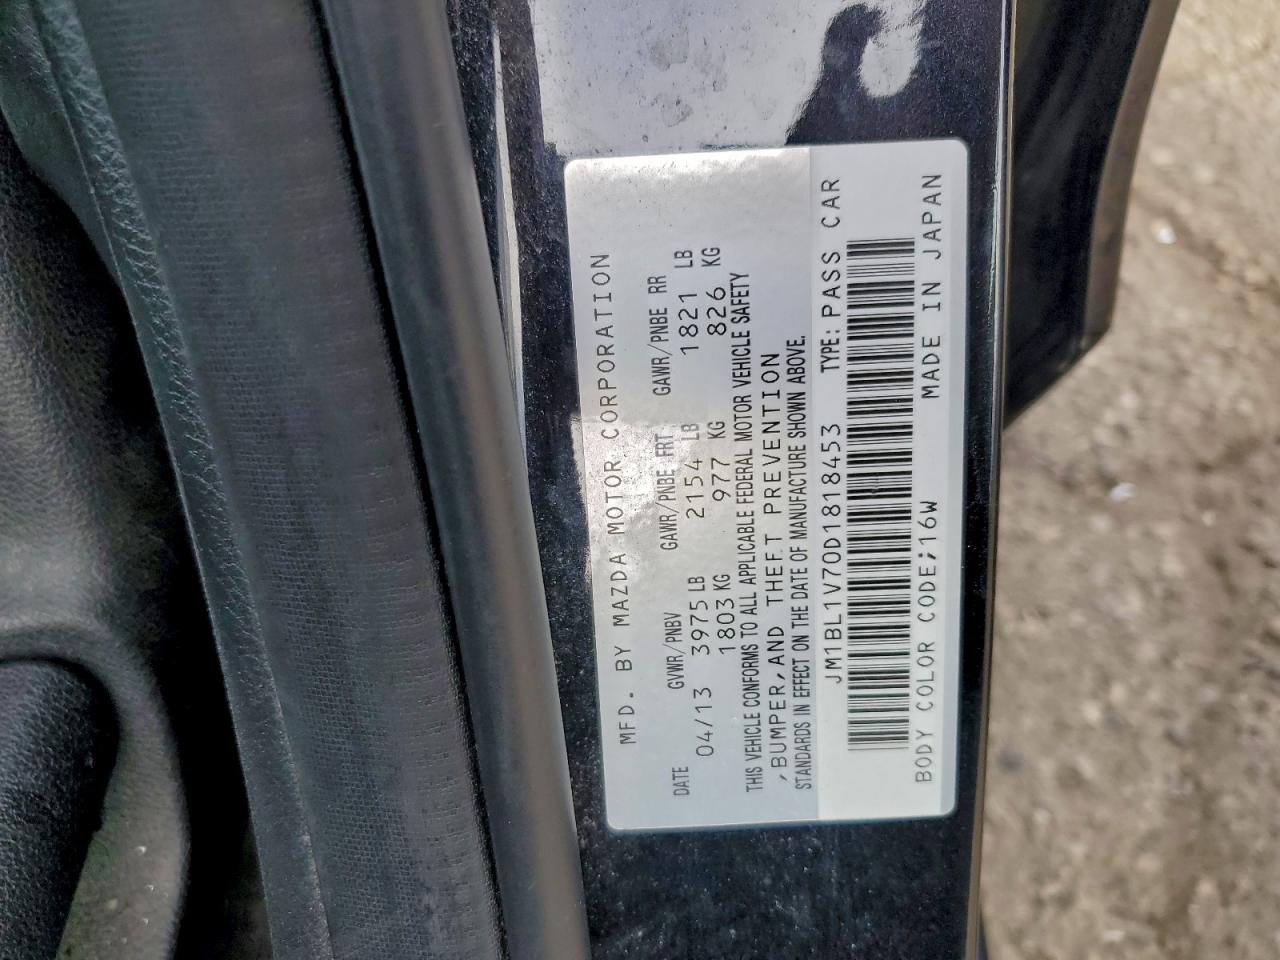 MFD. BY MAZDA MOTOR CORPORATION
DATE GVWR/PNBV GAWR/PNBE FRT GAWR/PNBE RR
04/13 3975 LB 2154 LB 1821 LB
1803 KG 977 KG 826 KG
THIS VEHICLE CONFORMS TO ALL APPLICABLE FEDERAL MOTOR VEHICLE SAFETY
,BUMPER,AND THEFT PREVENTION
STANDARDS IN EFFECT ON THE DATE OF MANUFACTURE SHOWN ABOVE.
JM1BL1V70D1818453 TYPE: PASS CAR
BODY COLOR CODE;16W MADE IN JAPAN